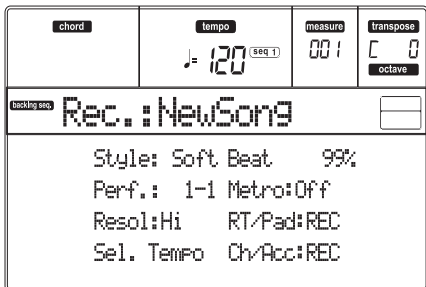 chord tempo measure transpose
♩= 120 seq 1 001 C 0
octave
backing seq. Rec.:NewSong
Style: Soft Beat 99%
Perf.: 1-1 Metro:Off
Resol:Hi RT/Pad:REC
Sel. Tempo Ch/Acc:REC